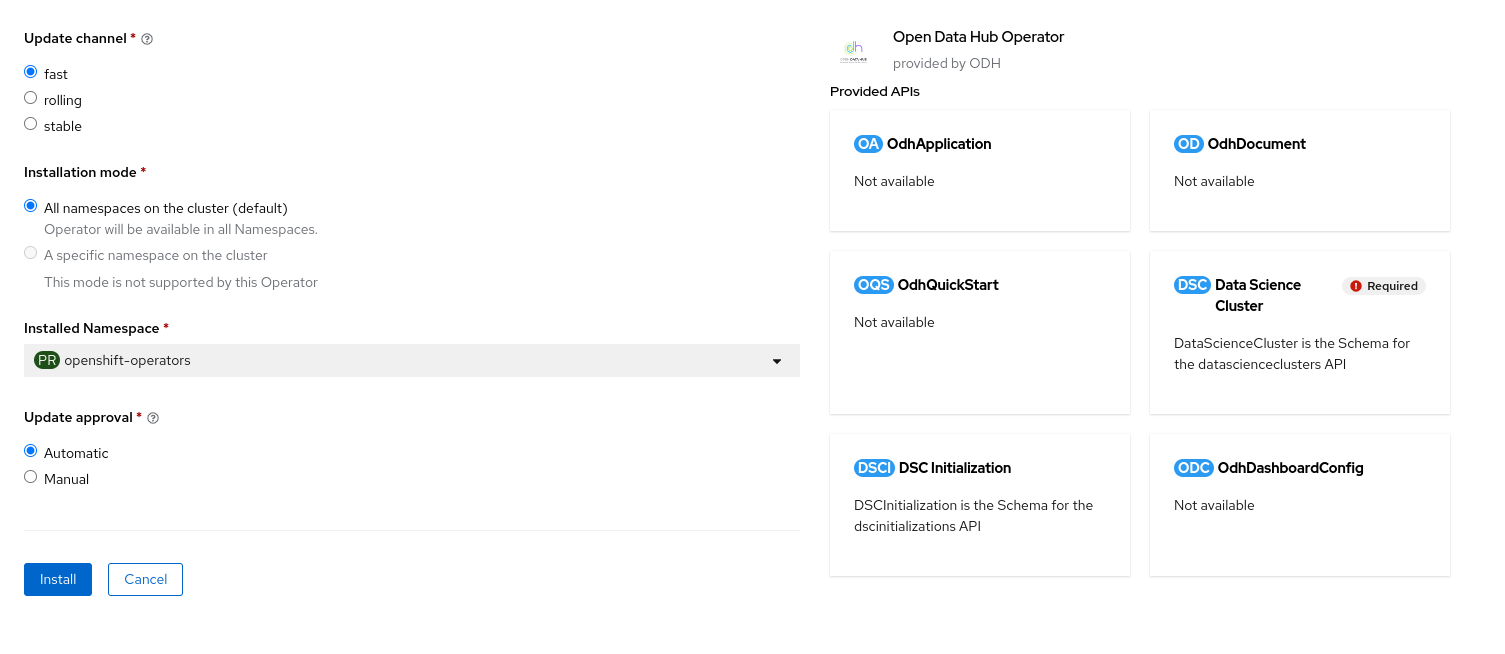 Update channel *
fast
rolling
stable
Installation mode *
All namespaces on the cluster (default)
Operator will be available in all Namespaces.
A specific namespace on the cluster
This mode is not supported by this Operator
Installed Namespace *
PR openshift-operators
Update approval *
Automatic
Manual
Install
Cancel
dh
OPEN DATA HUB
Open Data Hub Operator
provided by ODH
Provided APIs
OA OdhApplication
Not available
OD OdhDocument
Not available
OQS OdhQuickStart
Not available
DSC Data Science
Cluster
Required
DataScienceCluster is the Schema for
the datascienceclusters API
DSCI DSC Initialization
DSCInitialization is the Schema for the
dscinitializations API
ODC OdhDashboardConfig
Not available